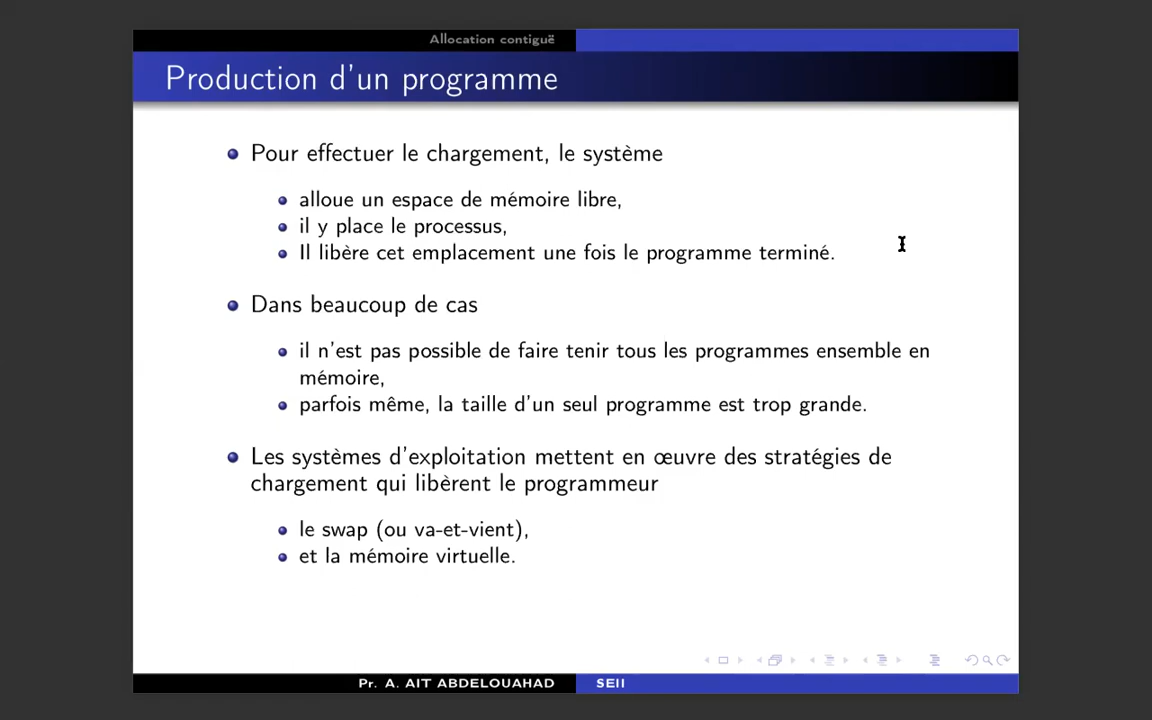 Allocation contiguë
Production d'un programme
Pour effectuer le chargement, le système
alloue un espace de mémoire libre,
il y place le processus,
Il libère cet emplacement une fois le programme terminé.
Dans beaucoup de cas
il n'est pas possible de faire tenir tous les programmes ensemble en
mémoire,
parfois même, la taille d'un seul programme est trop grande.
Les systèmes d'exploitation mettent en œuvre des stratégies de
chargement qui libèrent le programmeur
le swap (ou va-et-vient),
et la mémoire virtuelle.
Pr. A. AIT ABDELOUAHAD SEII